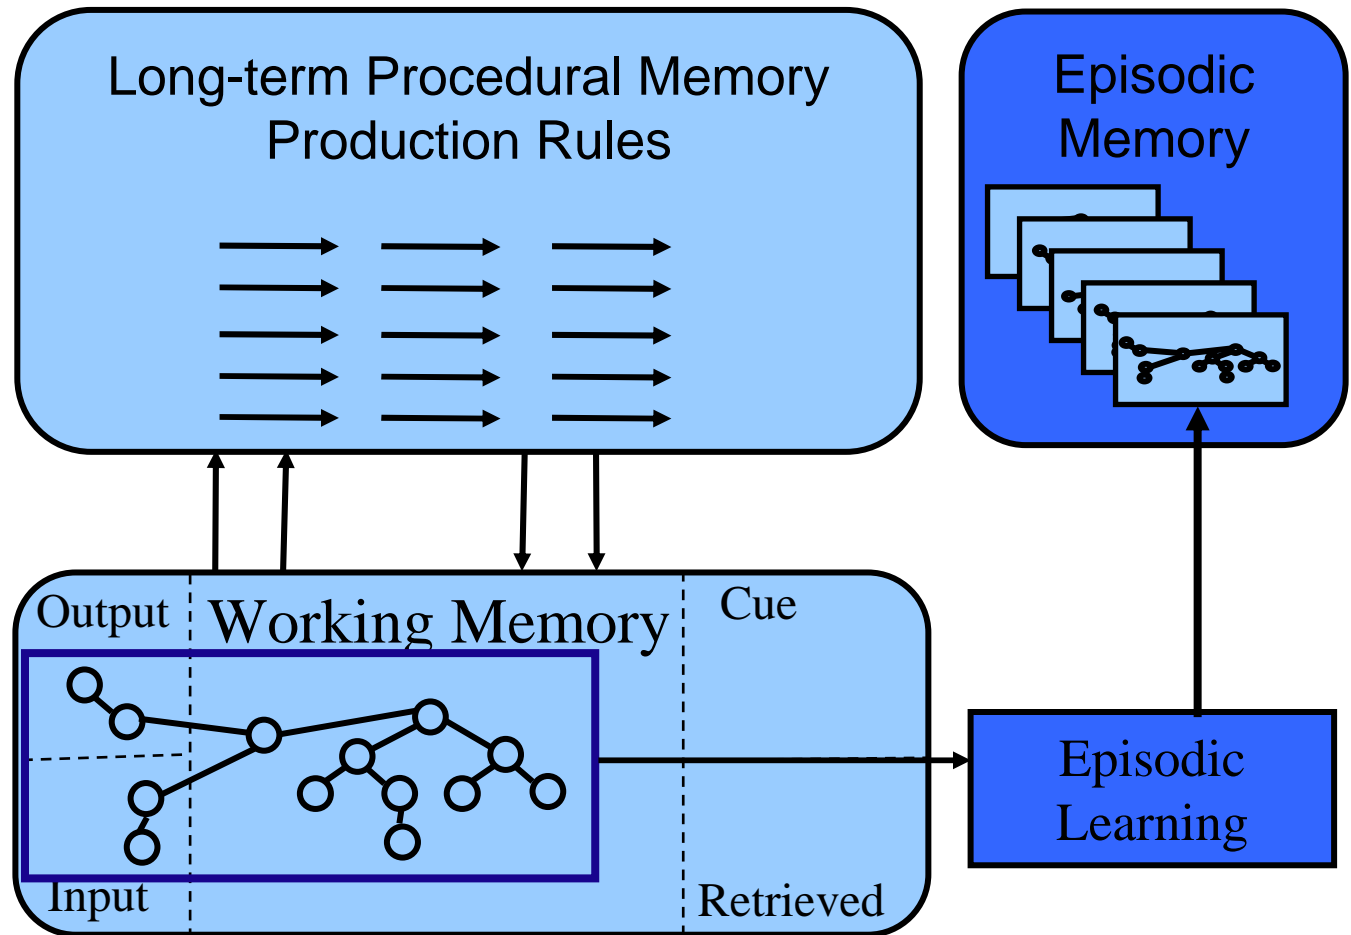 Long-term Procedural Memory
Production Rules
Episodic
Memory
Output
Working Memory
Cue
Input
Retrieved
Episodic
Learning